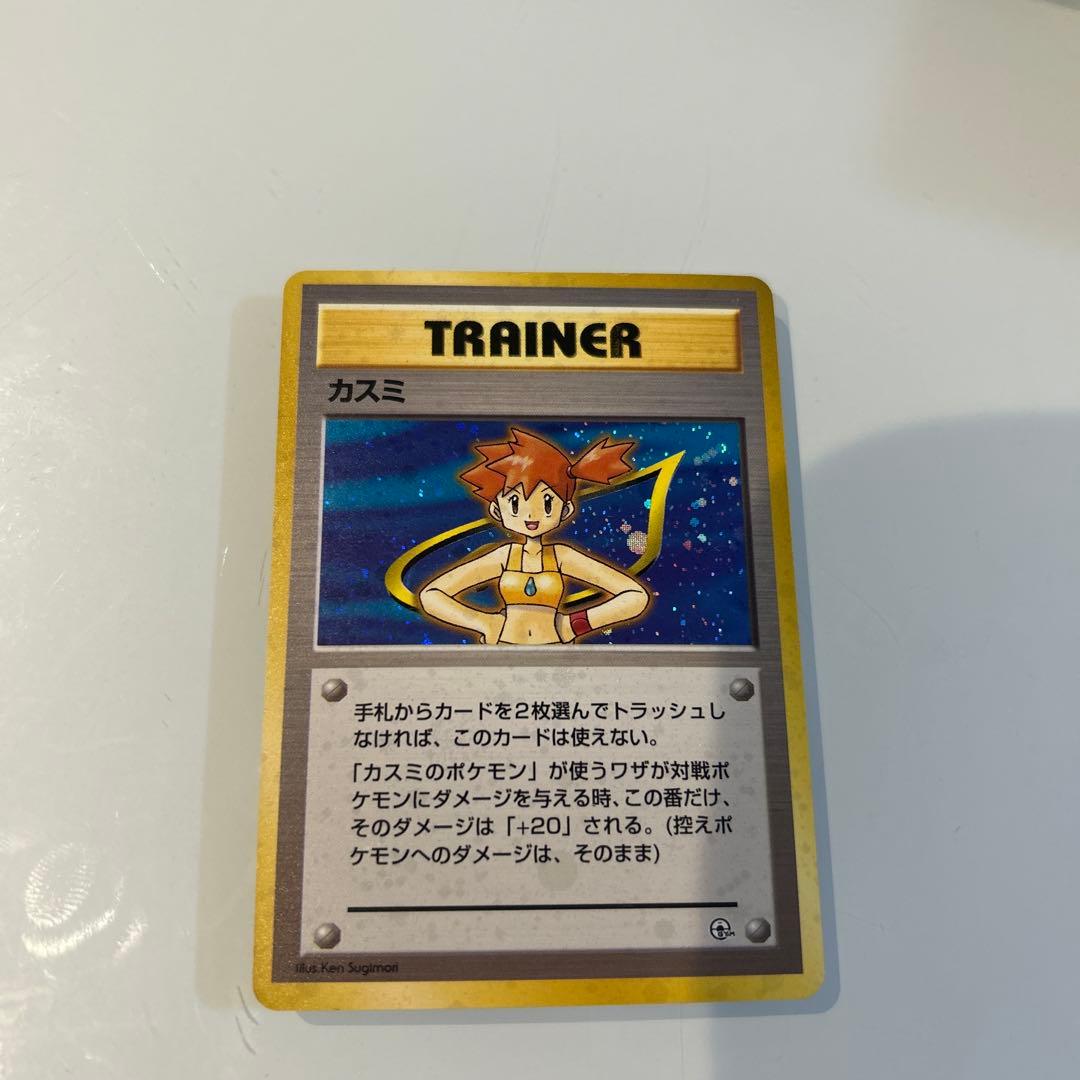 TRAINER
カスミ
手札からカードを2枚選んでトラッシュし
なければ、このカードは使えない。
「カスミのポケモン」が使うワザが対戦ポ
ケモンにダメージを与える時、この番だけ、
そのダメージは「+20」される。(控えポ
ケモンへのダメージは、そのまま)
GYM
Illus. Ken Sugimori